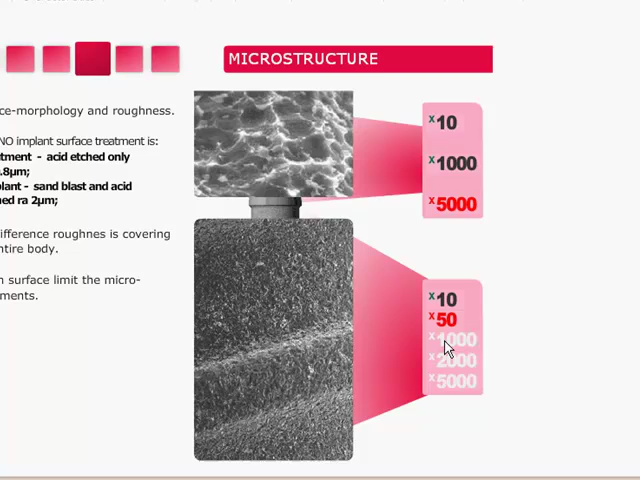 MICROSTRUCTURE
ce-morphology and roughness.
NO implant surface treatment is:
tment - acid etched only
.8µm;
plant - sand blast and acid
hed ra 2µm;
ifference roughnes is covering
ntire body.
n surface limit the micro-
ments.
x10
x1000
x5000
x10
x50
x1000
x2000
x5000